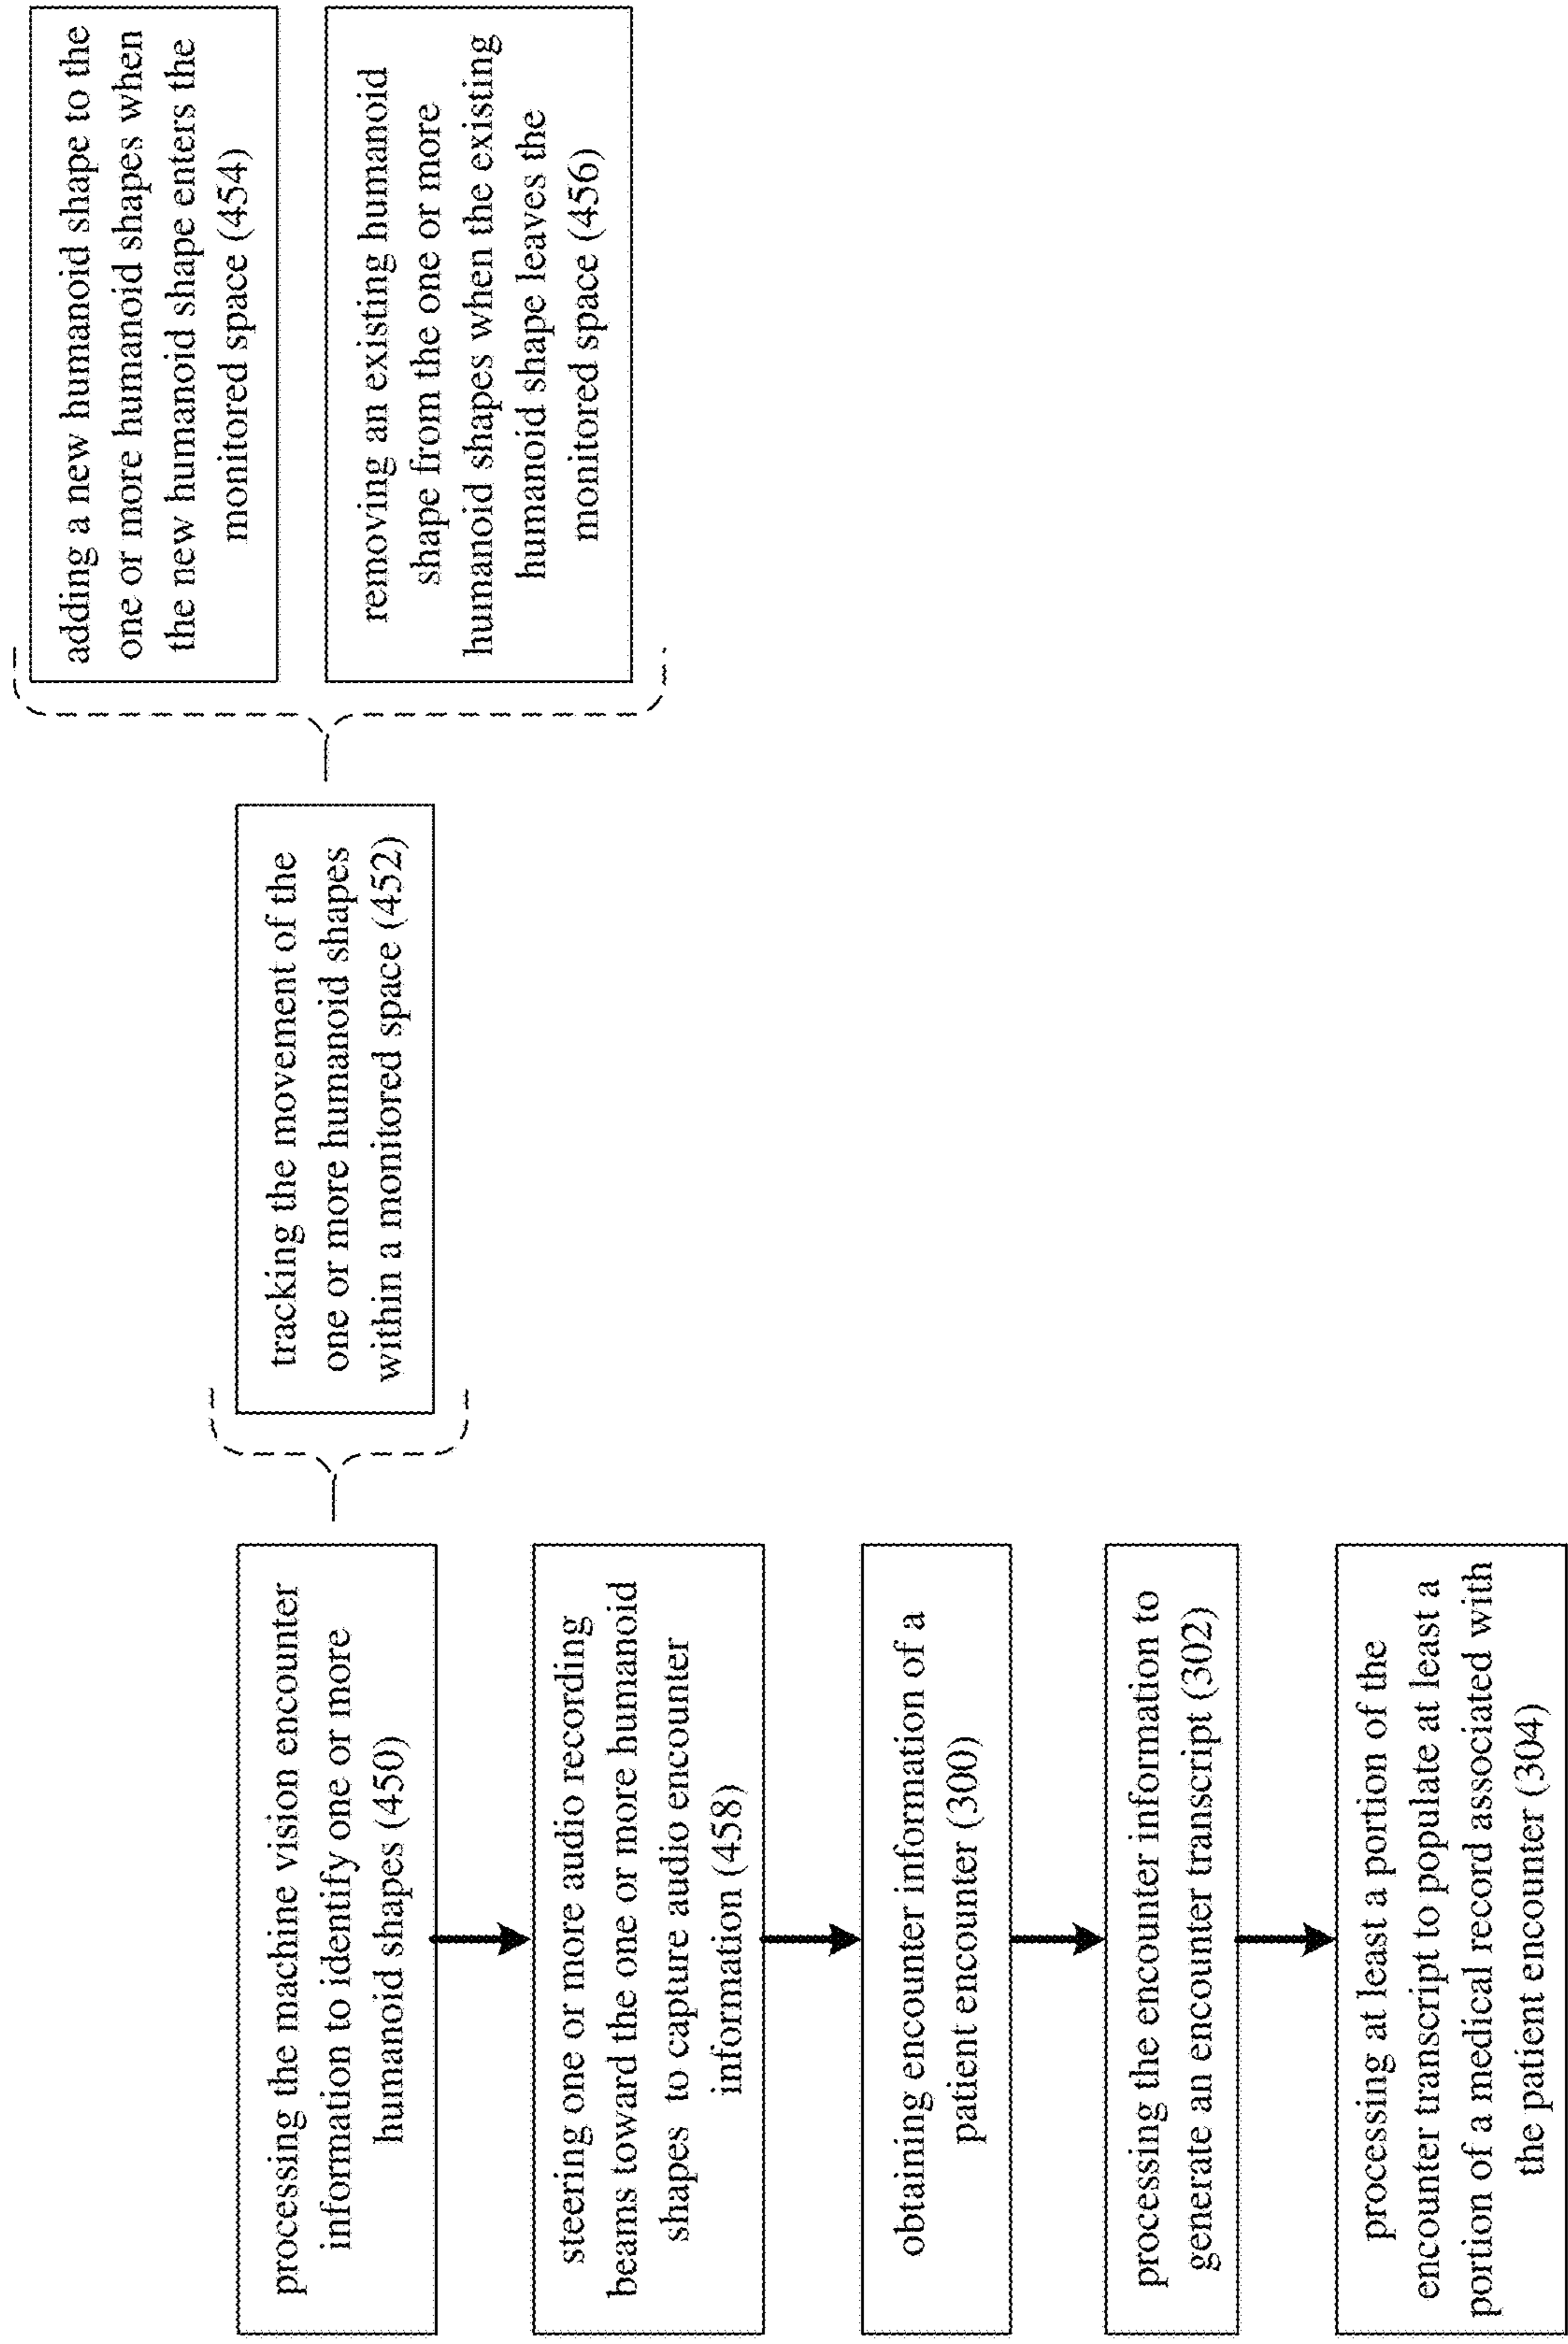 processing the machine vision encounter
information to identify one or more
humanoid shapes (450)
tracking the movement of the
one or more humanoid shapes
within a monitored space (452)
adding a new humanoid shape to the
one or more humanoid shapes when
the new humanoid shape enters the
monitored space (454)
removing an existing humanoid
shape from the one or more
humanoid shapes when the existing
humanoid shape leaves the
monitored space (456)
steering one or more audio recording
beams toward the one or more humanoid
shapes to capture audio encounter
information (458)
obtaining encounter information of a
patient encounter (300)
processing the encounter information to
generate an encounter transcript (302)
processing at least a portion of the
encounter transcript to populate at least a
portion of a medical record associated with
the patient encounter (304)